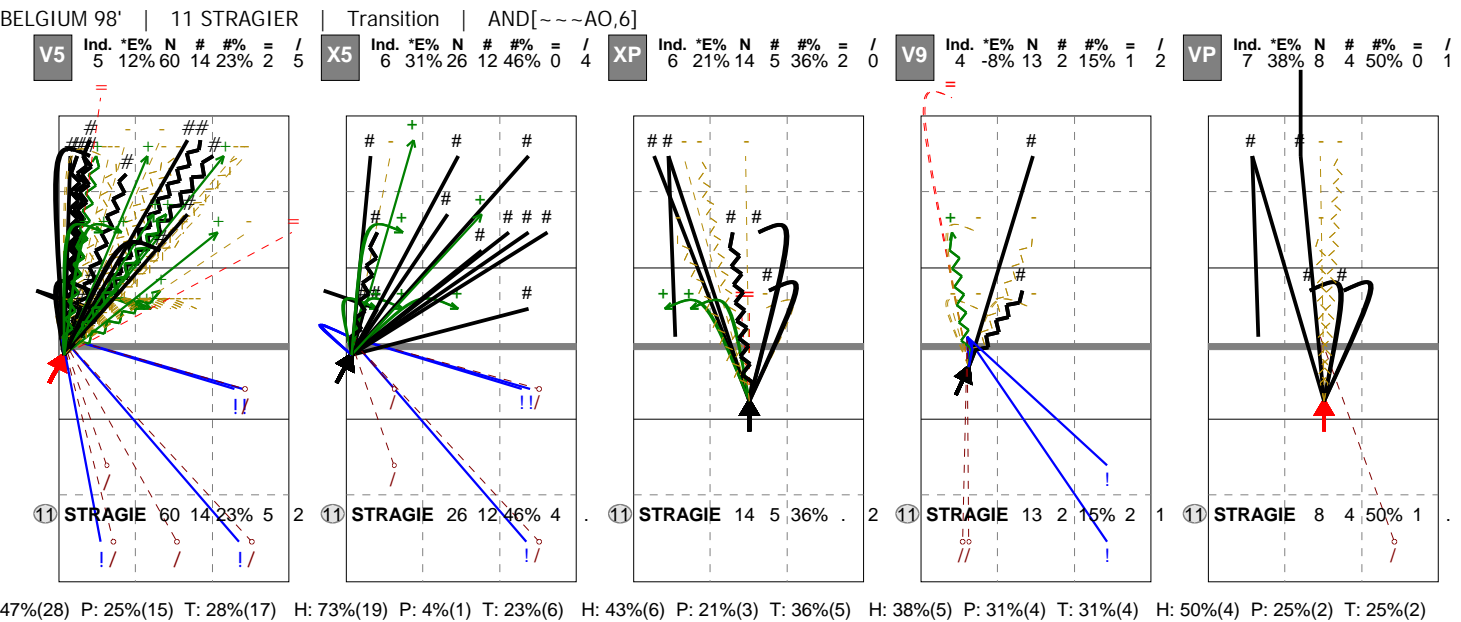 BELGIUM 98' | 11 STRAGIER | Transition | AND[~~~AO,6]
V5 Ind. *E% N # #% = /
5 12% 60 14 23% 2 5
X5 Ind. *E% N # #% = /
6 31% 26 12 46% 0 4
XP Ind. *E% N # #% = /
6 21% 14 5 36% 2 0
V9 Ind. *E% N # #% = /
4 -8% 13 2 15% 1 2
VP Ind. *E% N # #% = /
7 38% 8 4 50% 0 1
11 STRAGIE 60 14 23% 5 2
11 STRAGIE 26 12 46% 4 .
11 STRAGIE 14 5 36% . 2
11 STRAGIE 13 2 15% 2 1
11 STRAGIE 8 4 50% 1 .
47%(28) P: 25%(15) T: 28%(17) H: 73%(19) P: 4%(1) T: 23%(6) H: 43%(6) P: 21%(3) T: 36%(5) H: 38%(5) P: 31%(4) T: 31%(4) H: 50%(4) P: 25%(2) T: 25%(2)